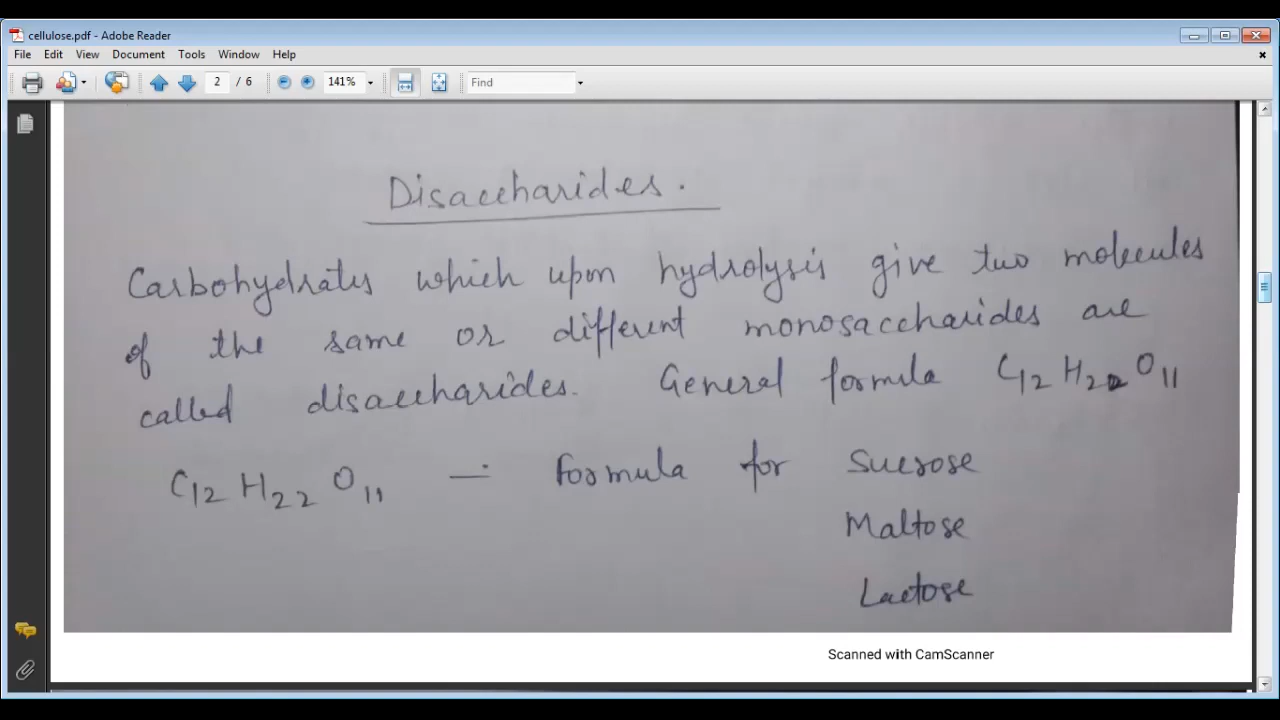 cellulose.pdf - Adobe Reader
File Edit View Document Tools Window Help
2 / 6 141% Find
Disaccharides.
Carbohydrates which upon hydrolysis give two molecules
of the same or different monosaccharides are
called disaccharides. General formula C12 H22 O11
C12 H22 O11 — Formula for Sucrose
Maltose
Lactose
Scanned with CamScanner